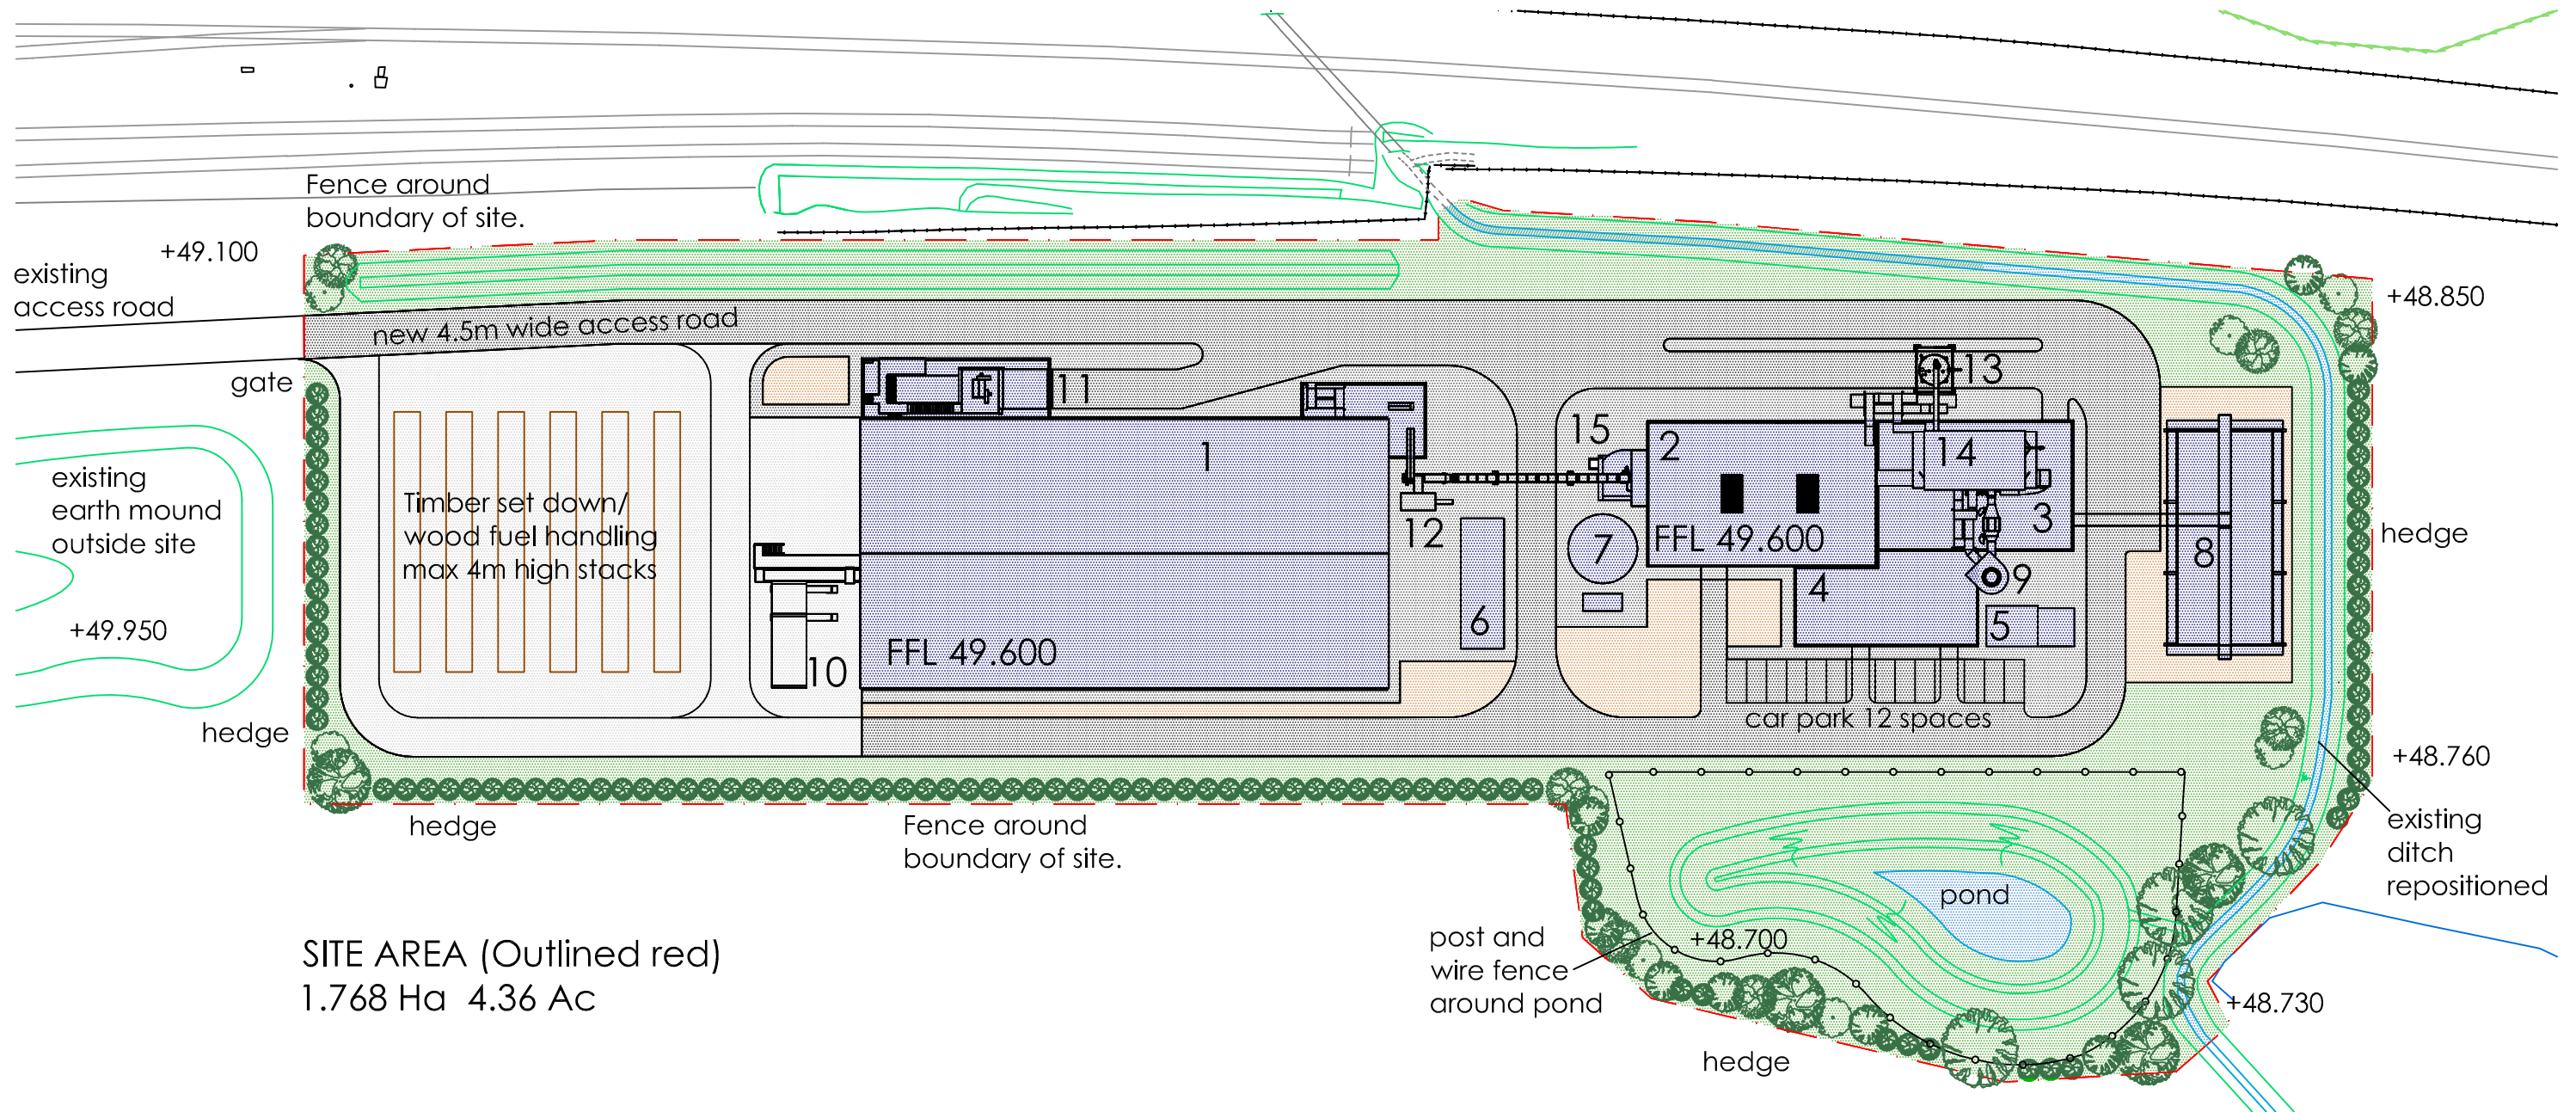 Fence around
boundary of site.
+49.100
existing
access road
new 4.5m wide access road
+48.850
gate
11
13
1
15
2
14
existing
earth mound
outside site
Timber set down/
wood fuel handling
max 4m high stacks
12
3
7
FFL 49.600
8
hedge
9
4
+49.950
6
5
FFL 49.600
10
hedge
car park 12 spaces
+48.760
hedge
Fence around
boundary of site.
existing
ditch
repositioned
pond
SITE AREA (Outlined red)
1.768 Ha 4.36 Ac
post and
wire fence
around pond
+48.700
+48.730
hedge